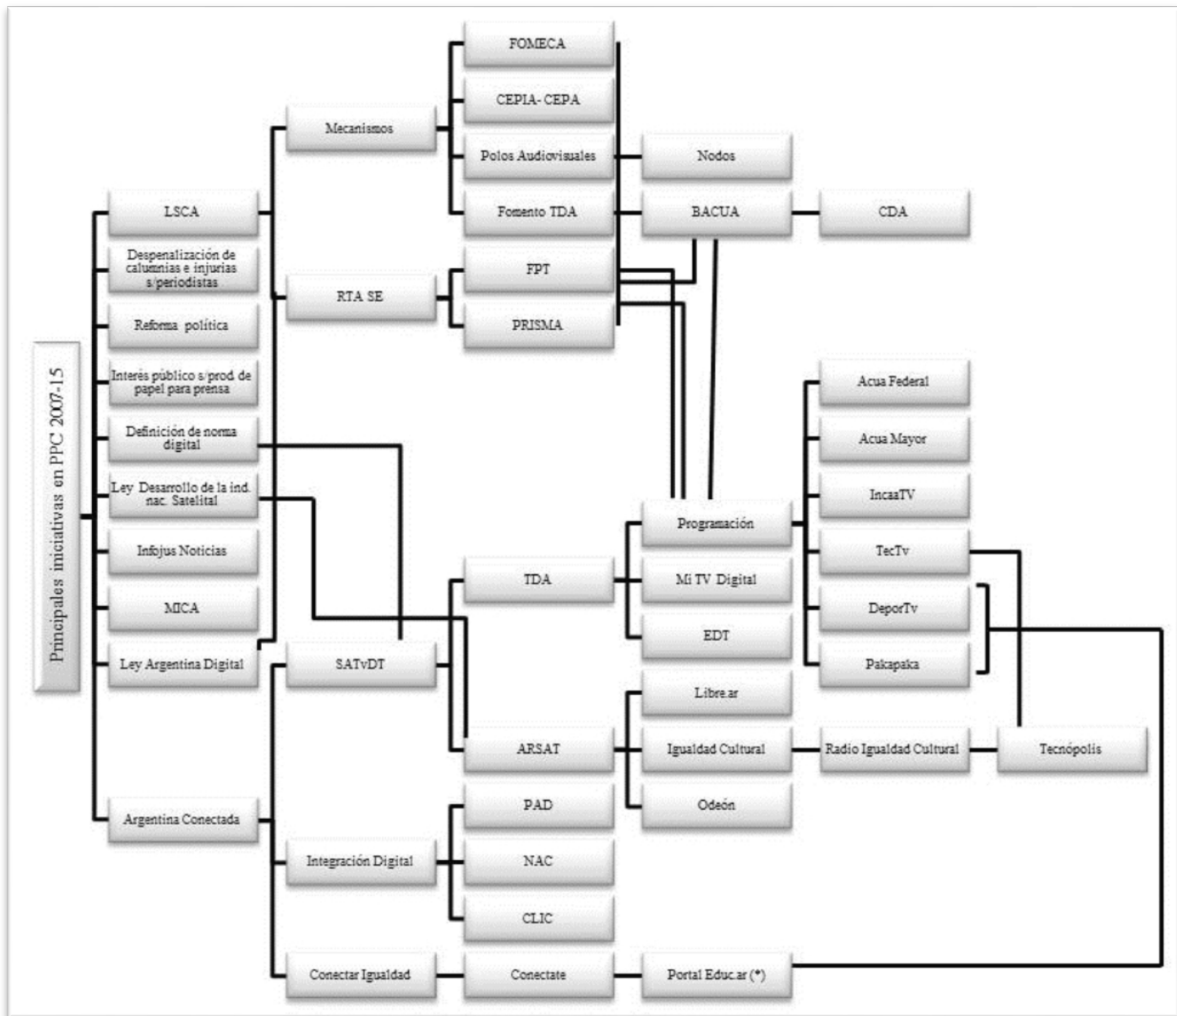 Principales iniciativas en PPC 2007-15
LSCA
Despenalización de
calumnias e injurias
s/periodistas
Reforma política
Interés público s/prod. de
papel para prensa
Definición de norma
digital
Ley Desarrollo de la ind.
nac. Satelital
Infojus Noticias
MICA
Ley Argentina Digital
Argentina Conectada
Mecanismos
RTA SE
SATvDT
Integración Digital
Conectar Igualdad
FOMECA
CEPIA- CEPA
Polos Audiovisuales
Fomento TDA
FPT
PRISMA
TDA
ARSAT
PAD
NAC
CLIC
Conectate
Nodos
BACUA
Programación
Mi TV Digital
EDT
Libre.ar
Igualdad Cultural
Odeón
Portal Educ.ar (*)
CDA
Acua Federal
Acua Mayor
IncaaTV
TecTv
DeporTv
Pakapaka
Radio Igualdad Cultural
Tecnópolis